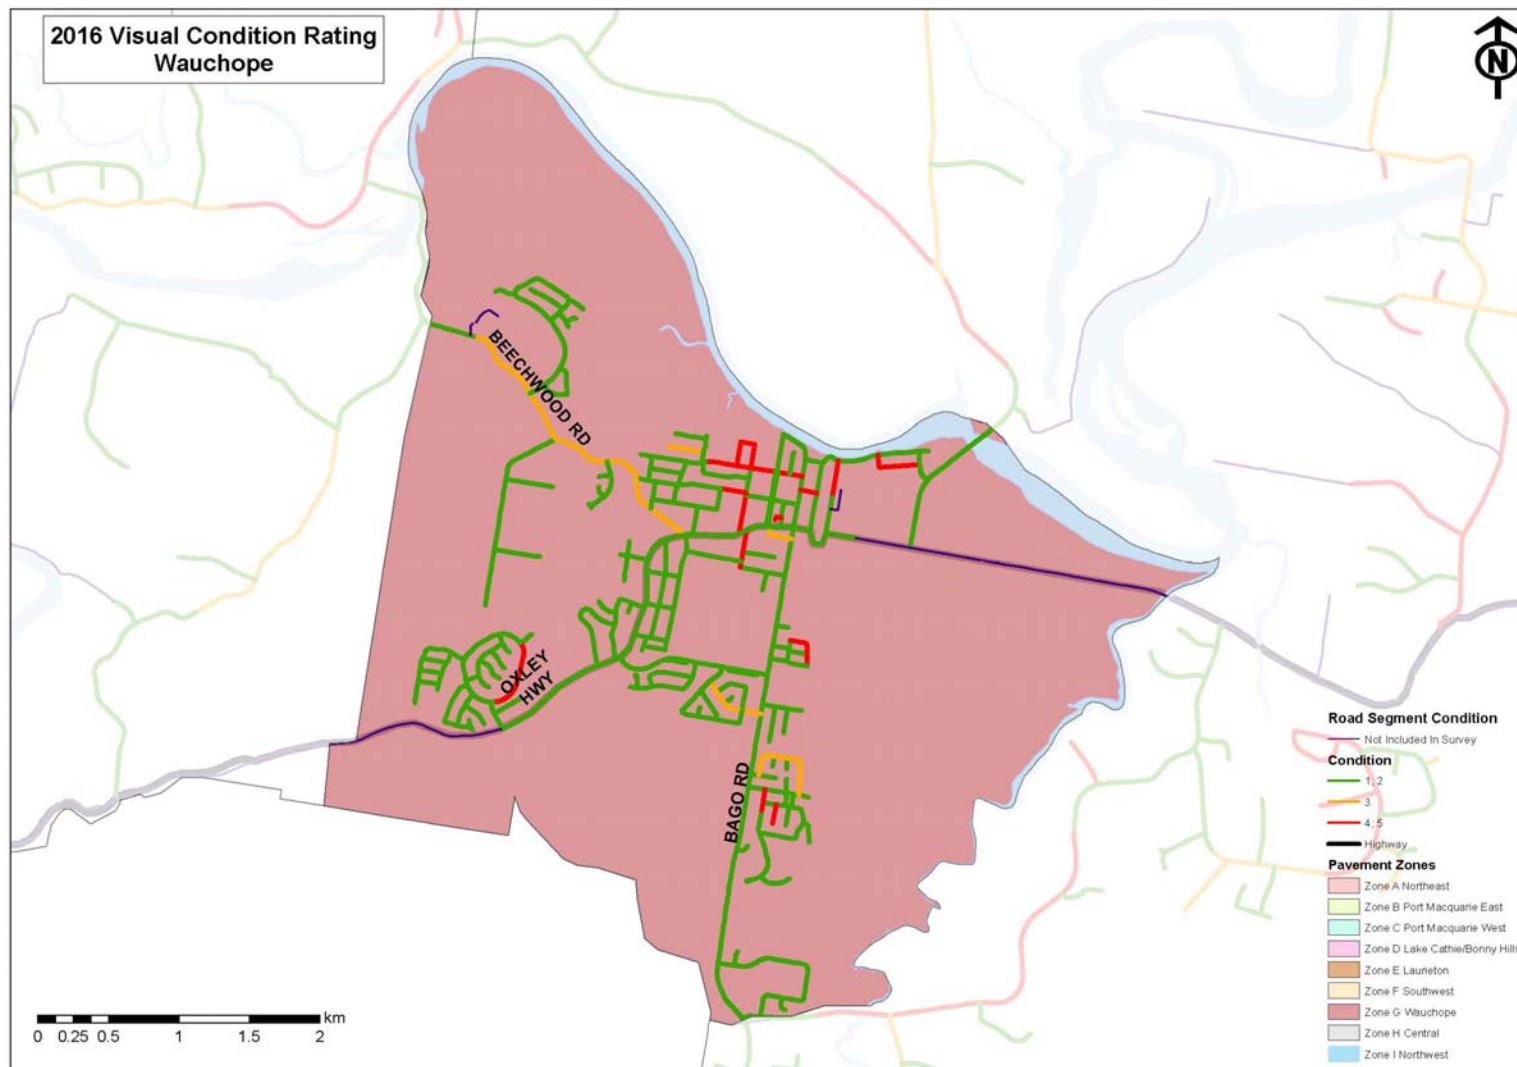 2016 Visual Condition Rating
Wauchope
N
BEECHWOOD RD
OXLEY
HWY
BAGO RD
Road Segment Condition
Not Included In Survey
Condition
1; 2
3
4; 5
Highway
Pavement Zones
Zone A Northeast
Zone B Port Macquarie East
Zone C Port Macquarie West
Zone D Lake Cathie/Bonny Hills
Zone E Laurieton
Zone F Southwest
Zone G Wauchope
Zone H Central
Zone I Northwest
km
0 0.25 0.5 1 1.5 2